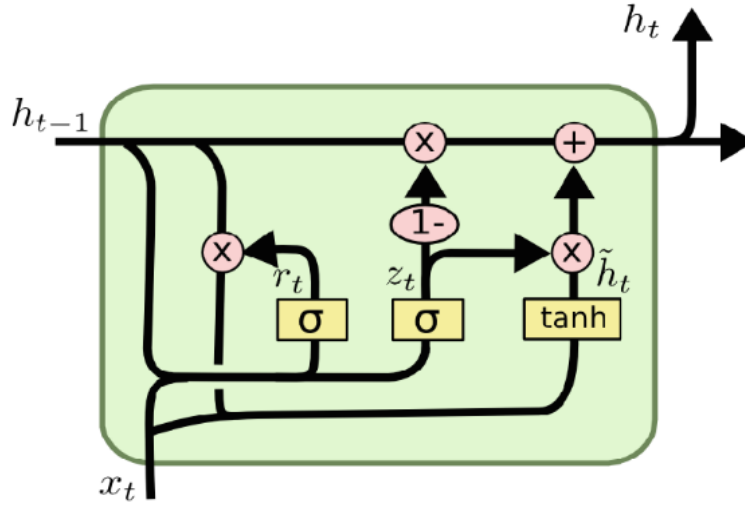 h_t
h_{t-1}
x
+
1-
x
r_t
z_t
x
h̃_t
σ
σ
tanh
x_t